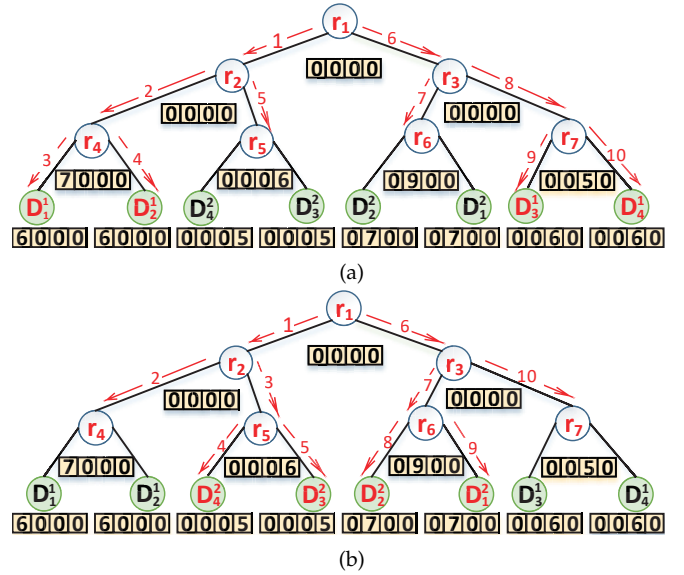 r1
1 6
r2 r3
0000
2 5 7 8
0000 0000
r4 r5 r6 r7
3 4 9 10
7000 0006 0900 0050
D₁¹ D₂¹ D₄² D₃² D₂² D₁² D₃¹ D₄¹
6000 6000 0005 0005 0700 0700 0060 0060
(a)
r1
1 6
r2 r3
0000
2 3 7 10
0000 0000
r4 r5 r6 r7
4 5 8 9
7000 0006 0900 0050
D₁¹ D₂¹ D₄² D₃² D₂² D₁² D₃¹ D₄¹
6000 6000 0005 0005 0700 0700 0060 0060
(b)